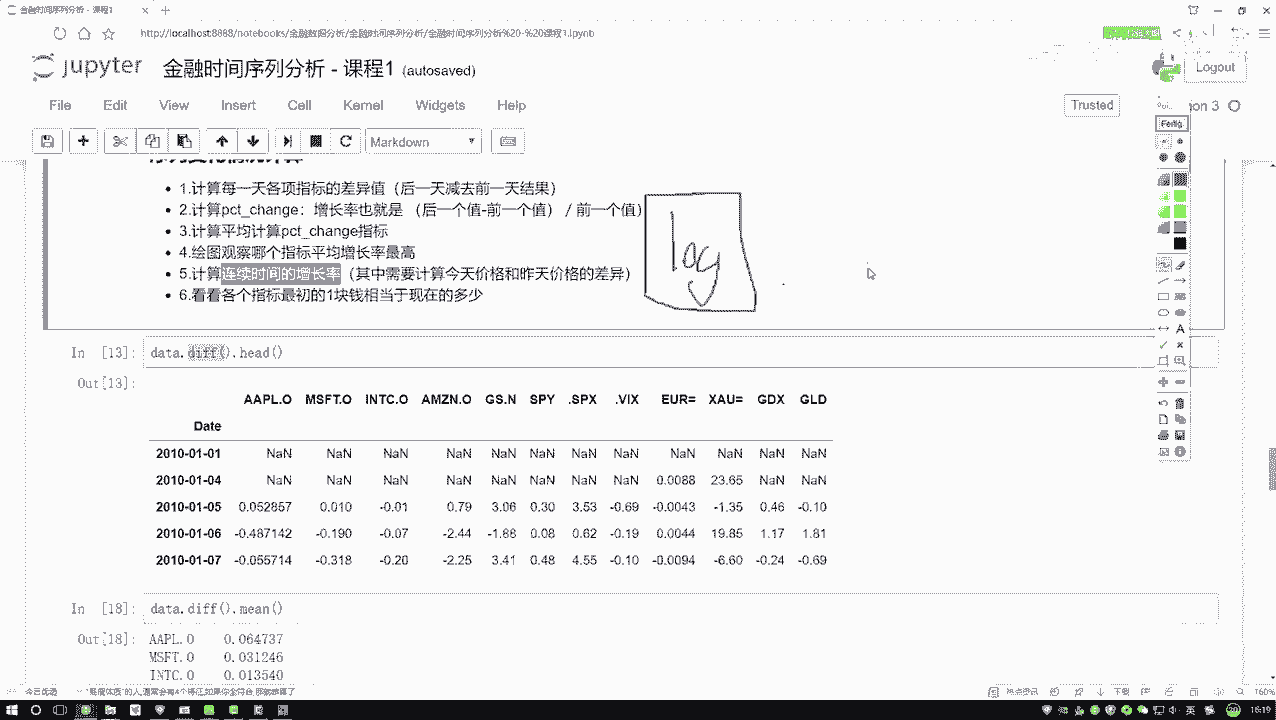 金融时间序列分析 - 课程1
http://localhost:8888/notebooks/金融数据分析/金融时间序列分析/金融时间序列分析%20-%20课程1.ipynb
jupyter 金融时间序列分析 - 课程1 (autosaved)
Logout
File Edit View Insert Cell Kernel Widgets Help
Trusted
on 3
Markdown
Fertig
1.计算每一天各项指标的差异值（后一天减去前一天结果）
2.计算pct_change：增长率也就是 （后一个值-前一个值）/ 前一个值）
3.计算平均计算pct_change指标
4.绘图观察哪个指标平均增长率最高
5.计算连续时间的增长率（其中需要计算今天价格和昨天价格的差异）
6.看看各个指标最初的1块钱相当于现在的多少
log
In [13]: data.diff().head()
Out[13]:
AAPL.O MSFT.O INTC.O AMZN.O GS.N SPY .SPX .VIX EUR= XAU= GDX GLD
Date
2010-01-01 NaN NaN NaN NaN NaN NaN NaN NaN NaN NaN NaN NaN
2010-01-04 NaN NaN NaN NaN NaN NaN NaN NaN 0.0088 23.65 NaN NaN
2010-01-05 0.052857 0.010 -0.01 0.79 3.06 0.30 3.53 -0.69 -0.0043 -1.35 0.46 -0.10
2010-01-06 -0.487142 -0.190 -0.07 -2.44 -1.88 0.08 0.62 -0.19 0.0044 19.85 1.17 1.81
2010-01-07 -0.055714 -0.318 -0.20 -2.25 3.41 0.48 4.55 -0.10 -0.0094 -6.60 -0.24 -0.69
In [18]: data.diff().mean()
Out[18]: AAPL.O 0.064737
MSFT.O 0.031246
INTC.O 0.013540
160%
16:19